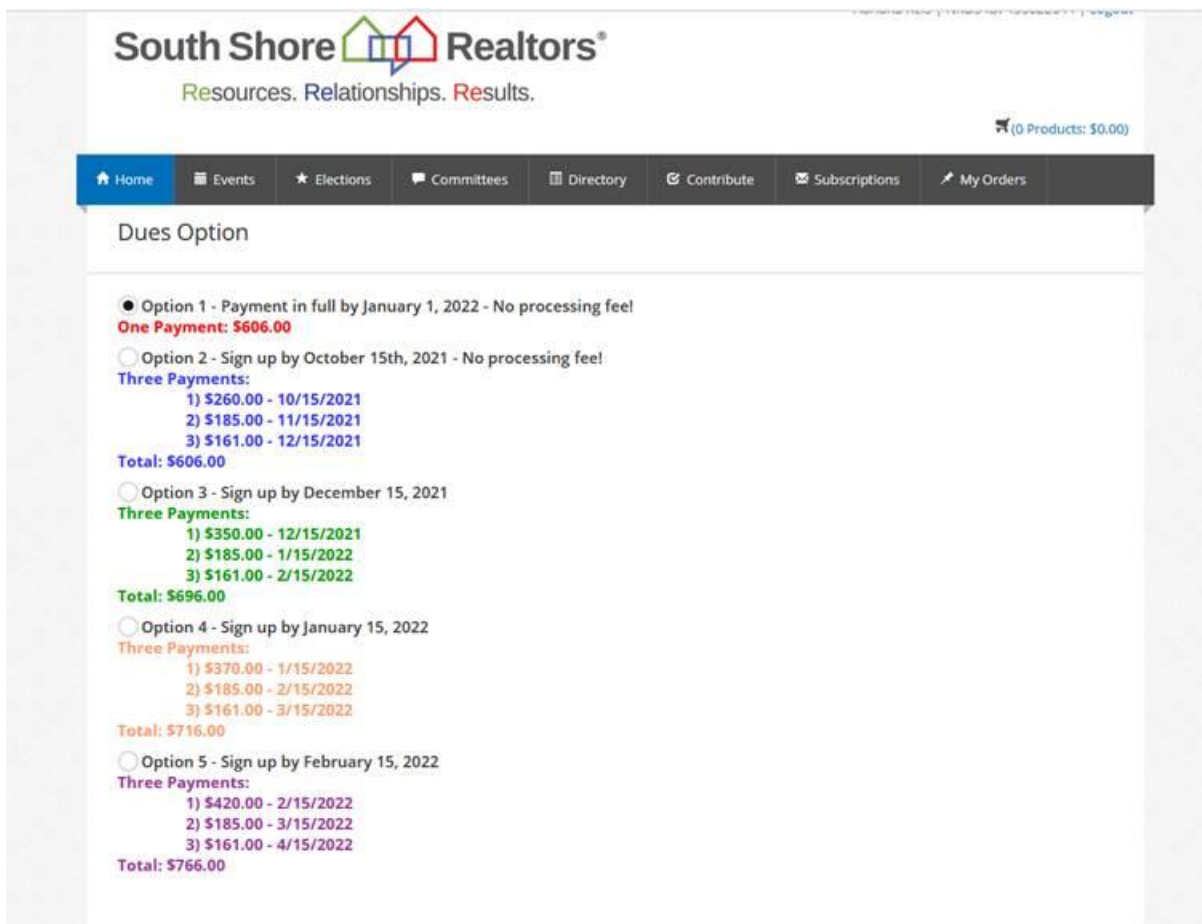 South Shore Realtors®
Resources. Relationships. Results.
(0 Products: $0.00)
Home Events Elections Committees Directory Contribute Subscriptions My Orders
Dues Option
Option 1 - Payment in full by January 1, 2022 - No processing fee!
One Payment: $606.00
Option 2 - Sign up by October 15th, 2021 - No processing fee!
Three Payments:
1) $260.00 - 10/15/2021
2) $185.00 - 11/15/2021
3) $161.00 - 12/15/2021
Total: $606.00
Option 3 - Sign up by December 15, 2021
Three Payments:
1) $350.00 - 12/15/2021
2) $185.00 - 1/15/2022
3) $161.00 - 2/15/2022
Total: $696.00
Option 4 - Sign up by January 15, 2022
Three Payments:
1) $370.00 - 1/15/2022
2) $185.00 - 2/15/2022
3) $161.00 - 3/15/2022
Total: $716.00
Option 5 - Sign up by February 15, 2022
Three Payments:
1) $420.00 - 2/15/2022
2) $185.00 - 3/15/2022
3) $161.00 - 4/15/2022
Total: $766.00